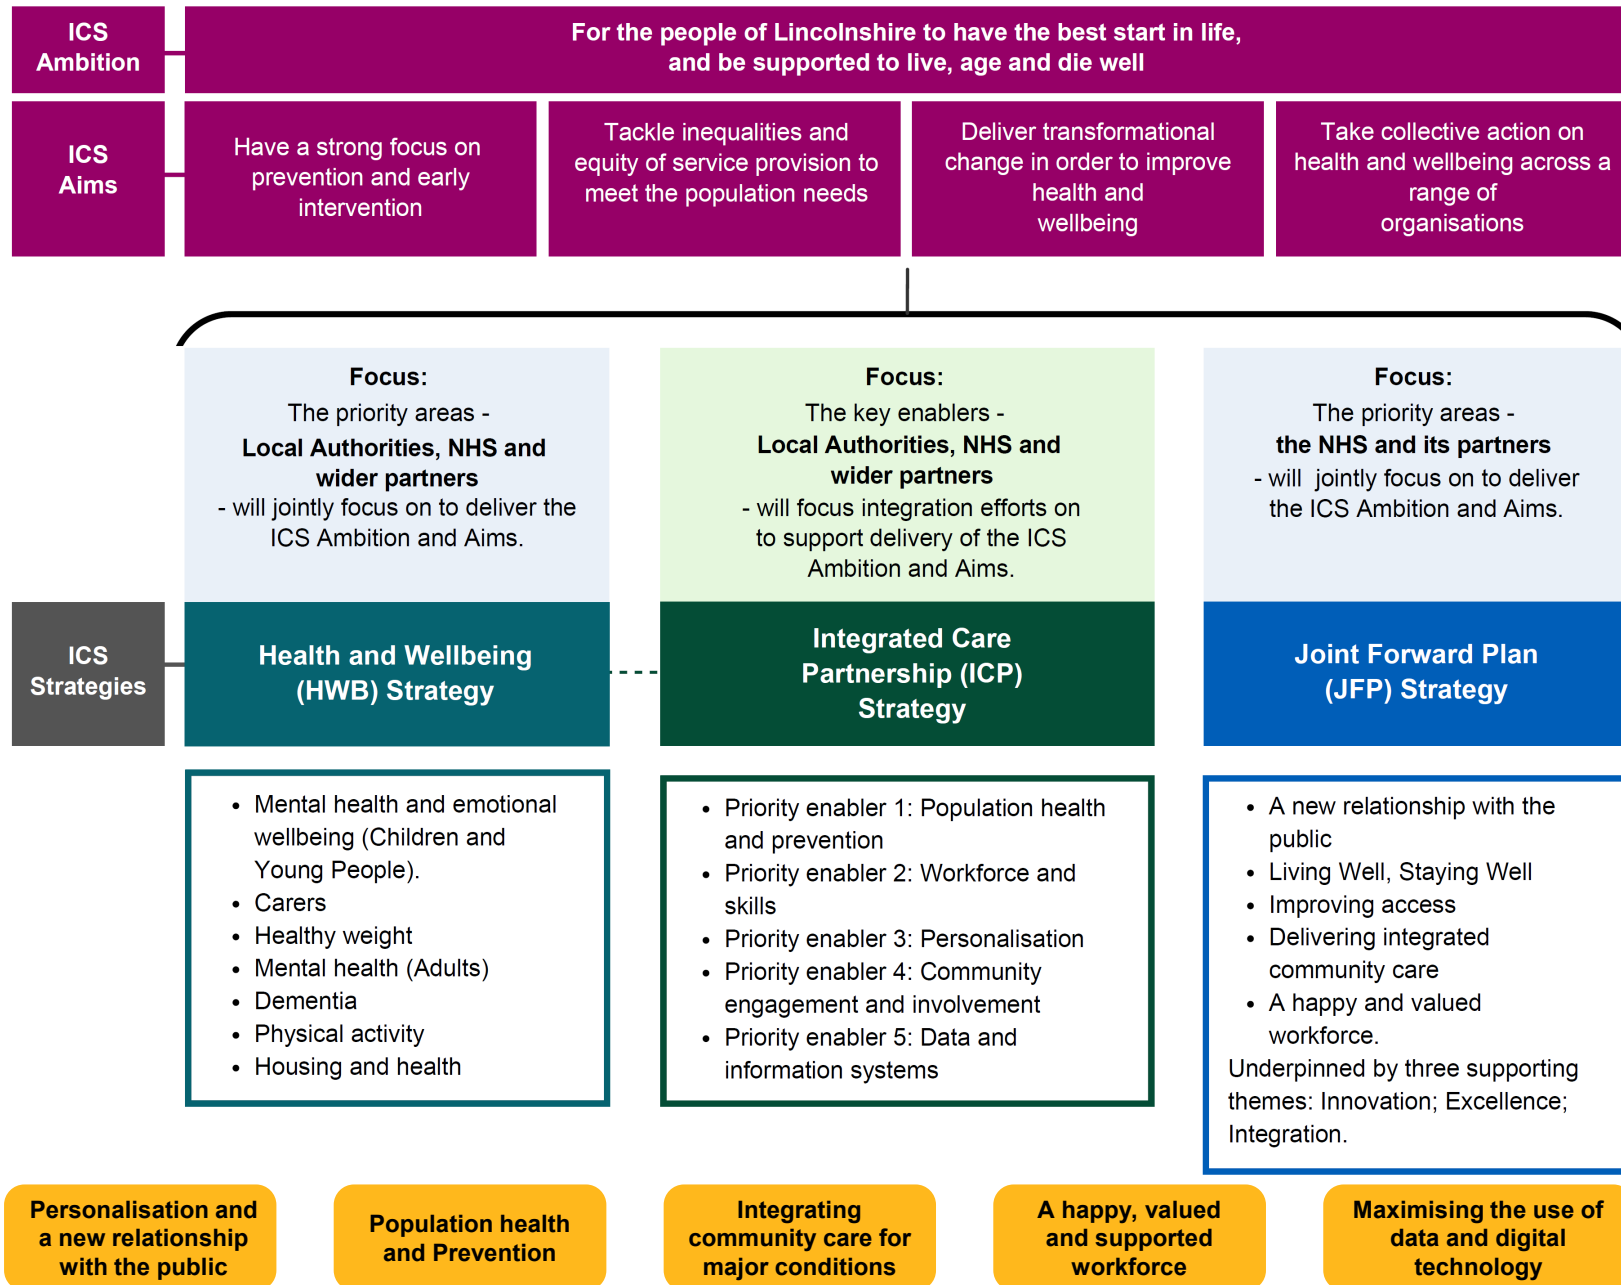 ICS
Ambition
For the people of Lincolnshire to have the best start in life,
and be supported to live, age and die well
ICS
Aims
Have a strong focus on
prevention and early
intervention
Tackle inequalities and
equity of service provision to
meet the population needs
Deliver transformational
change in order to improve
health and
wellbeing
Take collective action on
health and wellbeing across a
range of
organisations
Focus:
The priority areas -
Local Authorities, NHS and
wider partners
- will jointly focus on to deliver the
ICS Ambition and Aims.
Focus:
The key enablers -
Local Authorities, NHS and
wider partners
- will focus integration efforts on
to support delivery of the ICS
Ambition and Aims.
Focus:
The priority areas -
the NHS and its partners
- will  jointly focus on to deliver
the ICS Ambition and Aims.
ICS
Strategies
Health and Wellbeing
(HWB) Strategy
Integrated Care
Partnership (ICP)
Strategy
Joint Forward Plan
(JFP) Strategy
• Mental health and emotional
wellbeing (Children and
Young People).
• Carers
• Healthy weight
• Mental health (Adults)
• Dementia
• Physical activity
• Housing and health
• Priority enabler 1: Population health
and prevention
• Priority enabler 2: Workforce and
skills
• Priority enabler 3: Personalisation
• Priority enabler 4: Community
engagement and involvement
• Priority enabler 5: Data and
information systems
• A new relationship with the
public
• Living Well, Staying Well
• Improving access
• Delivering integrated
community care
• A happy and valued
workforce.
Underpinned by three supporting
themes: Innovation; Excellence;
Integration.
Personalisation and
a new relationship
with the public
Population health
and Prevention
Integrating
community care for
major conditions
A happy, valued
and supported
workforce
Maximising the use of
data and digital
technology